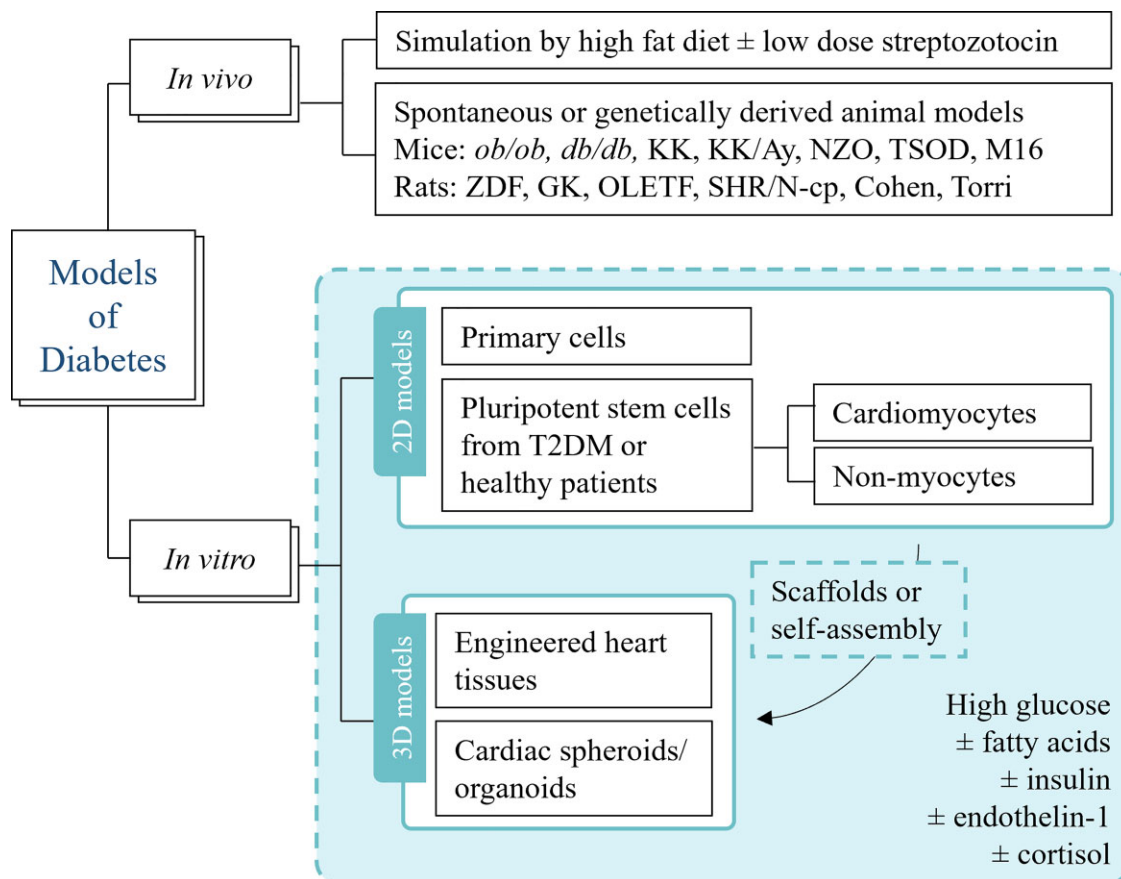 Models
of
Diabetes
In vivo
Simulation by high fat diet ± low dose streptozotocin
Spontaneous or genetically derived animal models
Mice: ob/ob, db/db, KK, KK/Ay, NZO, TSOD, M16
Rats: ZDF, GK, OLETF, SHR/N-cp, Cohen, Torri
In vitro
2D models
Primary cells
Pluripotent stem cells
from T2DM or
healthy patients
Cardiomyocytes
Non-myocytes
Scaffolds or
self-assembly
3D models
Engineered heart
tissues
Cardiac spheroids/
organoids
High glucose
± fatty acids
± insulin
± endothelin-1
± cortisol